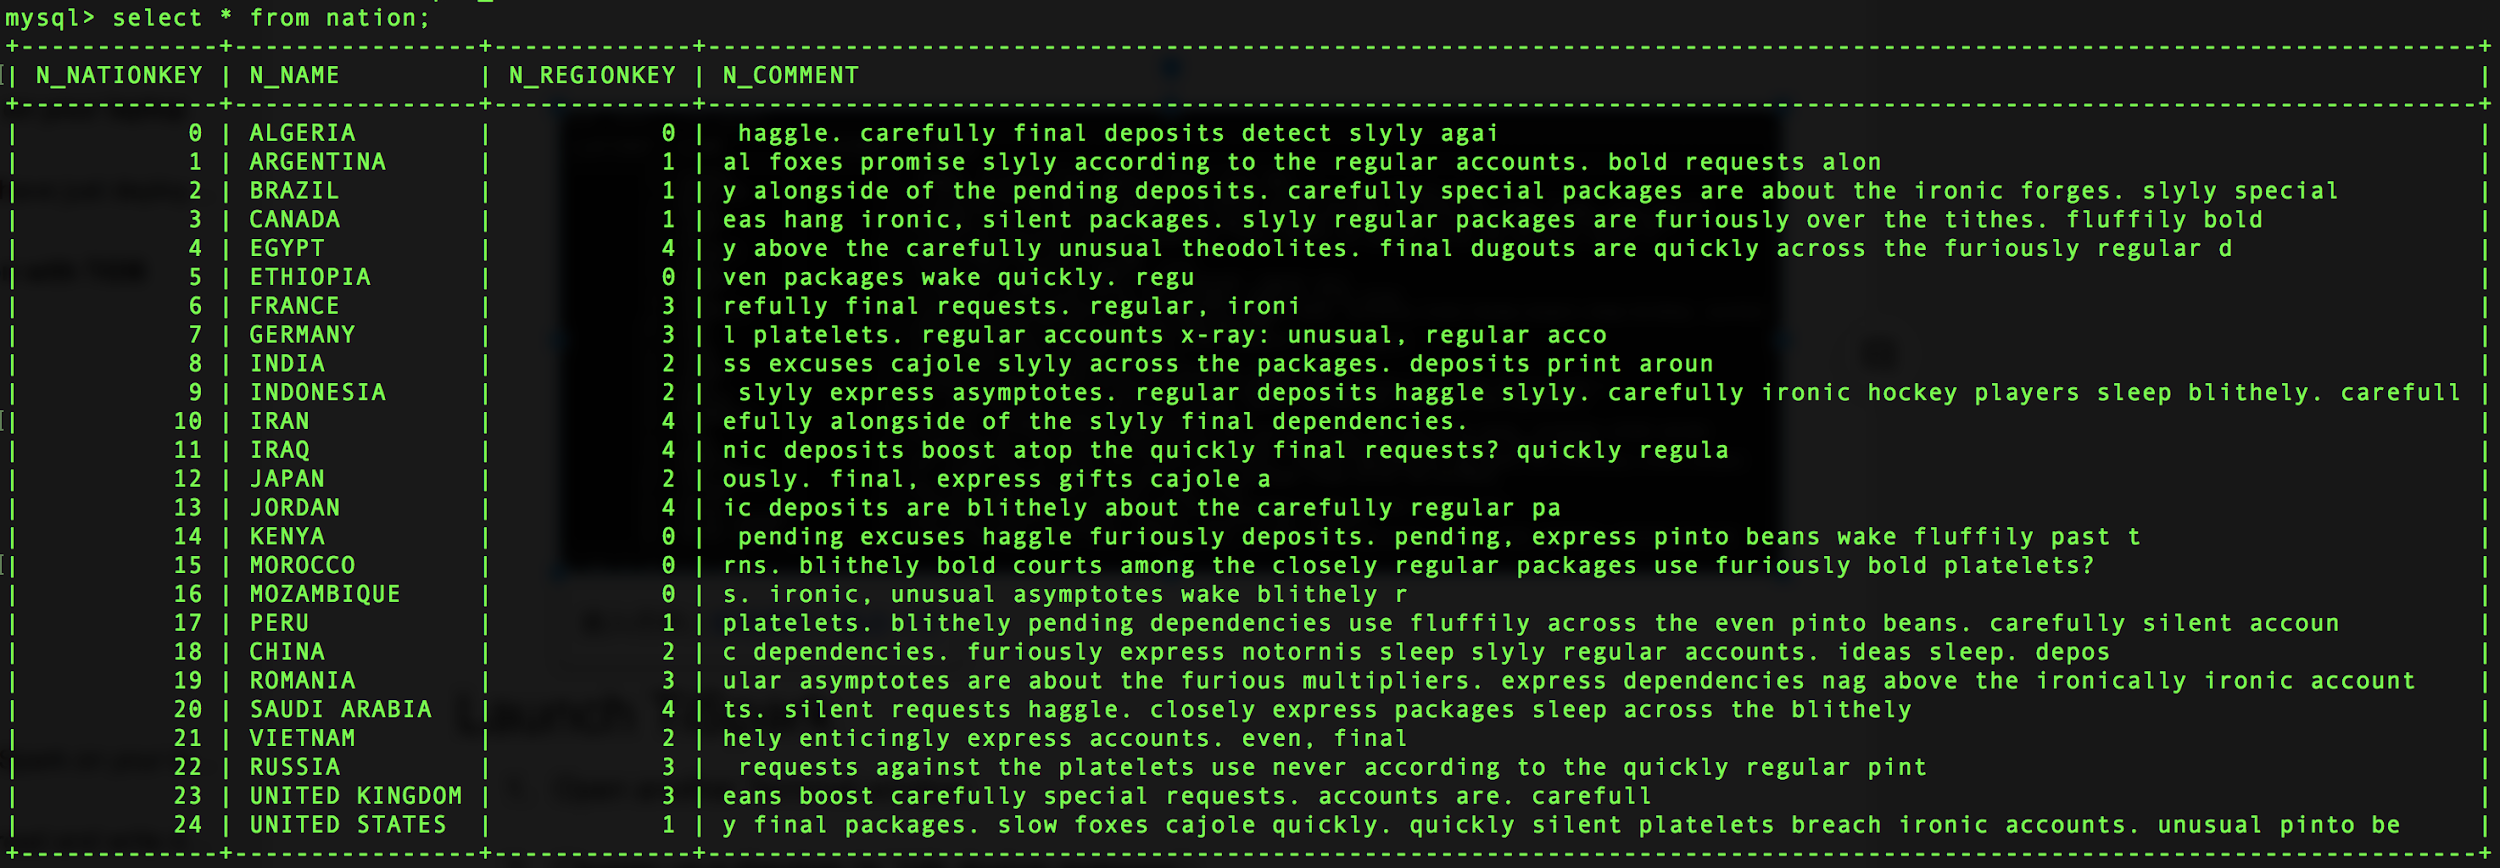 mysql> select * from nation;
+-------------+----------------+-------------+--------------------------------------------------------------------------------------------------------------------+
| N_NATIONKEY | N_NAME         | N_REGIONKEY | N_COMMENT                                                                                                          |
+-------------+----------------+-------------+--------------------------------------------------------------------------------------------------------------------+
|           0 | ALGERIA        |           0 |  haggle. carefully final deposits detect slyly agai                                                                |
|           1 | ARGENTINA      |           1 | al foxes promise slyly according to the regular accounts. bold requests alon                                       |
|           2 | BRAZIL         |           1 | y alongside of the pending deposits. carefully special packages are about the ironic forges. slyly special         |
|           3 | CANADA         |           1 | eas hang ironic, silent packages. slyly regular packages are furiously over the tithes. fluffily bold              |
|           4 | EGYPT          |           4 | y above the carefully unusual theodolites. final dugouts are quickly across the furiously regular d                |
|           5 | ETHIOPIA       |           0 | ven packages wake quickly. regu                                                                                    |
|           6 | FRANCE         |           3 | refully final requests. regular, ironi                                                                             |
|           7 | GERMANY        |           3 | l platelets. regular accounts x-ray: unusual, regular acco                                                         |
|           8 | INDIA          |           2 | ss excuses cajole slyly across the packages. deposits print aroun                                                  |
|           9 | INDONESIA      |           2 |  slyly express asymptotes. regular deposits haggle slyly. carefully ironic hockey players sleep blithely. carefull |
|          10 | IRAN           |           4 | efully alongside of the slyly final dependencies.                                                                  |
|          11 | IRAQ           |           4 | nic deposits boost atop the quickly final requests? quickly regula                                                 |
|          12 | JAPAN          |           2 | ously. final, express gifts cajole a                                                                               |
|          13 | JORDAN         |           4 | ic deposits are blithely about the carefully regular pa                                                            |
|          14 | KENYA          |           0 |  pending excuses haggle furiously deposits. pending, express pinto beans wake fluffily past t                      |
|          15 | MOROCCO        |           0 | rns. blithely bold courts among the closely regular packages use furiously bold platelets?                         |
|          16 | MOZAMBIQUE     |           0 | s. ironic, unusual asymptotes wake blithely r                                                                      |
|          17 | PERU           |           1 | platelets. blithely pending dependencies use fluffily across the even pinto beans. carefully silent accoun         |
|          18 | CHINA          |           2 | c dependencies. furiously express notornis sleep slyly regular accounts. ideas sleep. depos                        |
|          19 | ROMANIA        |           3 | ular asymptotes are about the furious multipliers. express dependencies nag above the ironically ironic account    |
|          20 | SAUDI ARABIA   |           4 | ts. silent requests haggle. closely express packages sleep across the blithely                                     |
|          21 | VIETNAM        |           2 | hely enticingly express accounts. even, final                                                                      |
|          22 | RUSSIA         |           3 |  requests against the platelets use never according to the quickly regular pint                                    |
|          23 | UNITED KINGDOM |           3 | eans boost carefully special requests. accounts are. carefull                                                      |
|          24 | UNITED STATES  |           1 | y final packages. slow foxes cajole quickly. quickly silent platelets breach ironic accounts. unusual pinto be     |
+-------------+----------------+-------------+--------------------------------------------------------------------------------------------------------------------+